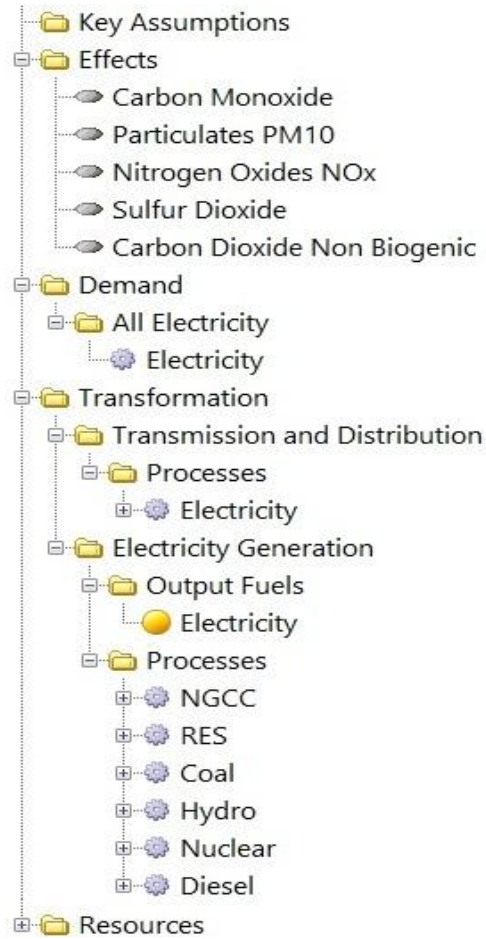 Key Assumptions
Effects
Carbon Monoxide
Particulates PM10
Nitrogen Oxides NOx
Sulfur Dioxide
Carbon Dioxide Non Biogenic
Demand
All Electricity
Electricity
Transformation
Transmission and Distribution
Processes
Electricity
Electricity Generation
Output Fuels
Electricity
Processes
NGCC
RES
Coal
Hydro
Nuclear
Diesel
Resources